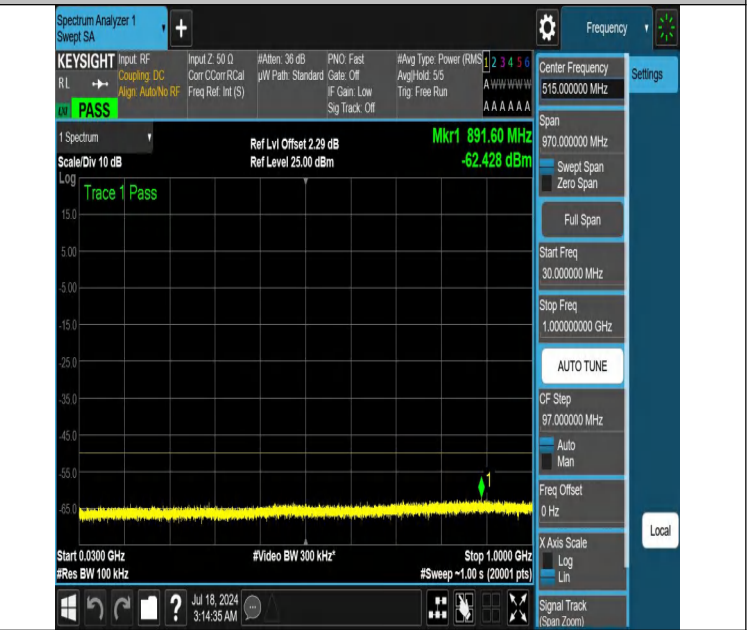 Spectrum Analyzer 1
Swept SA
+
Frequency
KEYSIGHT
RL
LXI PASS
Input: RF
Coupling: DC
Align: Auto/No RF
Input Z: 50 Ω
Corr CCorr RCal
Freq Ref: Int (S)
#Atten: 36 dB
µW Path: Standard
PNO: Fast
Gate: Off
IF Gain: Low
Sig Track: Off
#Avg Type: Power (RMS
Avg|Hold: 5/5
Trig: Free Run
1 2 3 4 5 6
A W W W W W
A A A A A A
1 Spectrum
Scale/Div 10 dB
Ref Lvl Offset 2.29 dB
Ref Level 25.00 dBm
Mkr1 891.60 MHz
-62.428 dBm
Log
Trace 1 Pass
15.0
5.00
-5.00
-15.0
-25.0
-35.0
-45.0
-55.0
-65.0
1
Start 0.0300 GHz
#Res BW 100 kHz
#Video BW 300 kHz*
Stop 1.0000 GHz
#Sweep ~1.00 s (20001 pts)
Center Frequency
515.000000 MHz
Settings
Span
970.000000 MHz
Swept Span
Zero Span
Full Span
Start Freq
30.000000 MHz
Stop Freq
1.000000000 GHz
AUTO TUNE
CF Step
97.000000 MHz
Auto
Man
Freq Offset
0 Hz
Local
X Axis Scale
Log
Lin
Signal Track
(Span Zoom)
?
Jul 18, 2024
3:14:35 AM